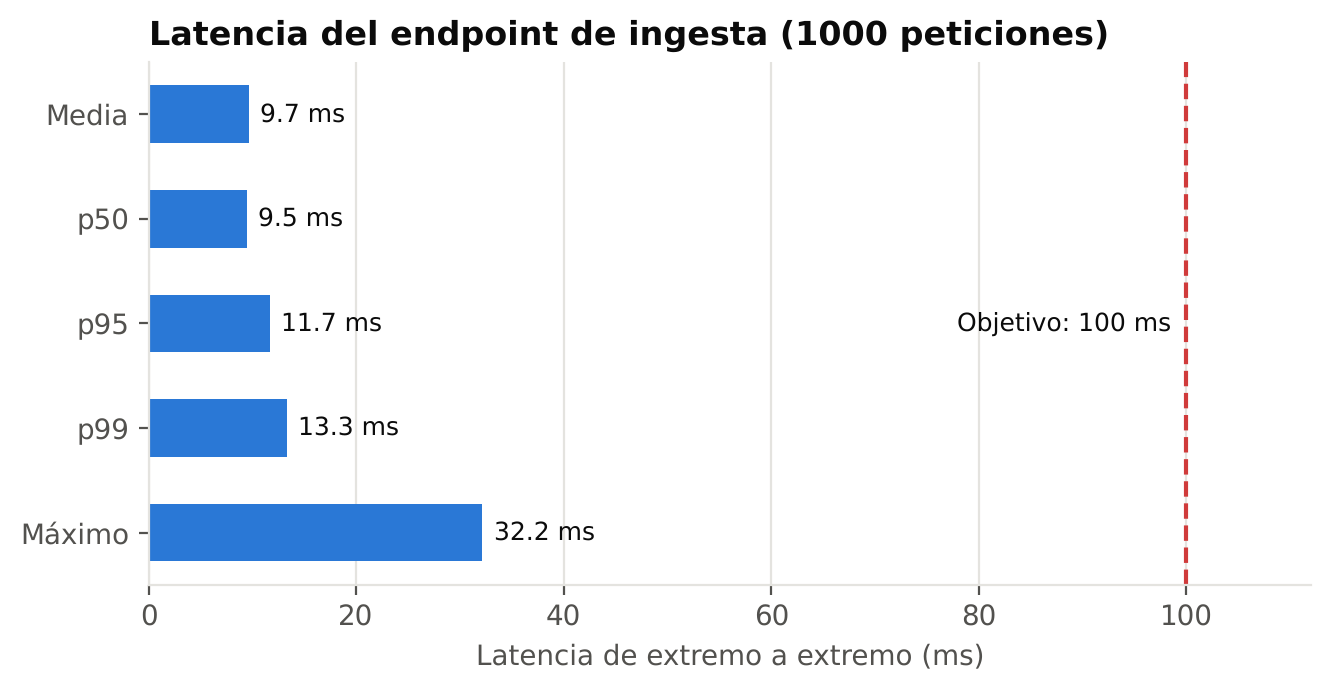 Latencia del endpoint de ingesta (1000 peticiones)
Media
9.7 ms
p50
9.5 ms
p95
11.7 ms
Objetivo: 100 ms
p99
13.3 ms
Máximo
32.2 ms
0
20
40
60
80
100
Latencia de extremo a extremo (ms)